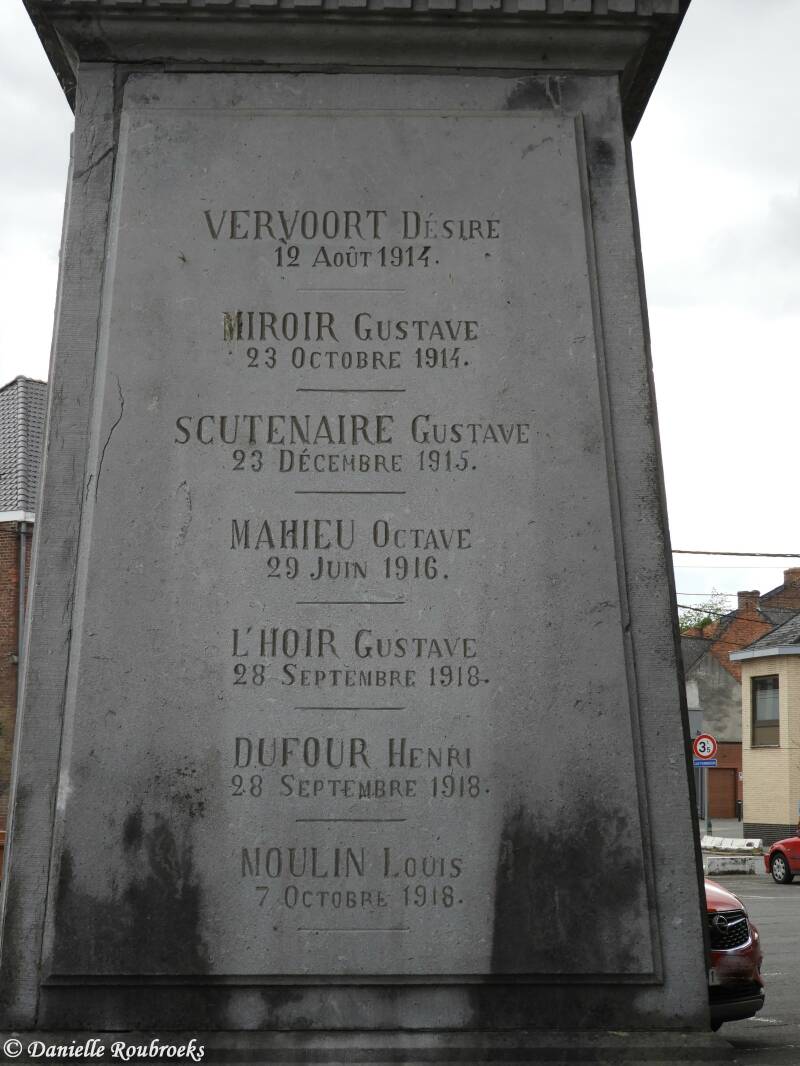 VERVOORT DÉSIRÉ
12 AOÛT 1914.
MIROIR GUSTAVE
23 OCTOBRE 1914.
SCUTENAIRE GUSTAVE
23 DÉCEMBRE 1915.
MAHIEU OCTAVE
29 JUIN 1916.
L'HOIR GUSTAVE
28 SEPTEMBRE 1918.
DUFOUR HENRI
28 SEPTEMBRE 1918.
MOULIN LOUIS
7 OCTOBRE 1918.
© Danielle Roubroeks